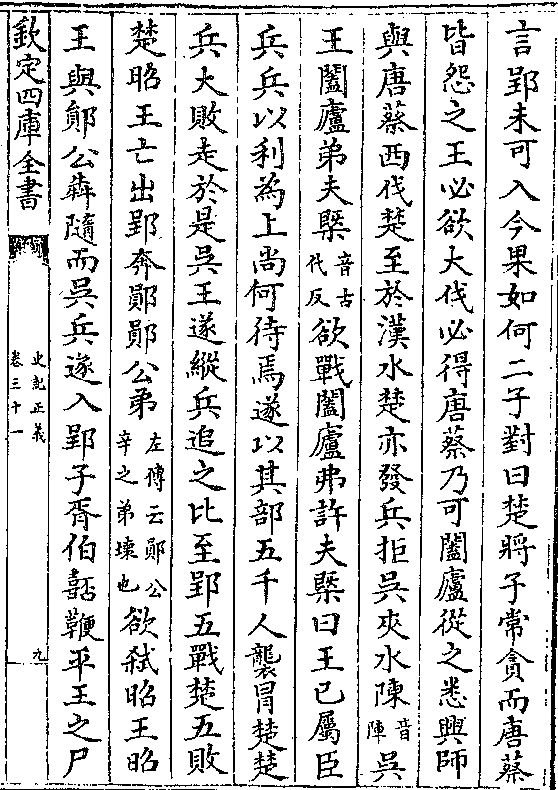 言郢未可入今果如何二子對曰楚將子常貪而唐蔡
皆怨之王必欲大伐必得唐蔡乃可闔廬從之悉興師
與唐蔡西伐楚至於漢水楚亦發兵拒吳夾水陳音陣吳
王闔廬弟夫槩音古代反欲戰闔廬弗許夫槩曰王已屬臣
兵兵以利為上尚何待焉遂以其部五千人襲冒楚楚
兵大敗走於是吳王遂縱兵追之比至郢五戰楚五敗
楚昭王亡出郢奔鄖鄖公弟左傳云鄖公辛之弟壊也欲弑昭王昭
王與鄖公犇隨而吳兵遂入郢子胥伯嚭鞭平王之尸
欽定四庫全書
史記正義
卷三十一
九